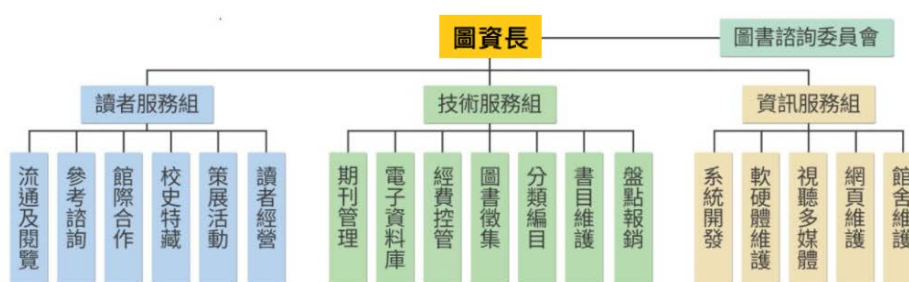 圖資長
圖書諮詢委員會
讀者服務組
技術服務組
資訊服務組
流通及閱覽
參考諮詢
館際合作
校史特藏
策展活動
讀者經營
期刊管理
電子資料庫
經費控管
圖書徵集
分類編目
書目維護
盤點報銷
系統開發
軟硬體維護
視聽多媒體
網頁維護
館舍維護